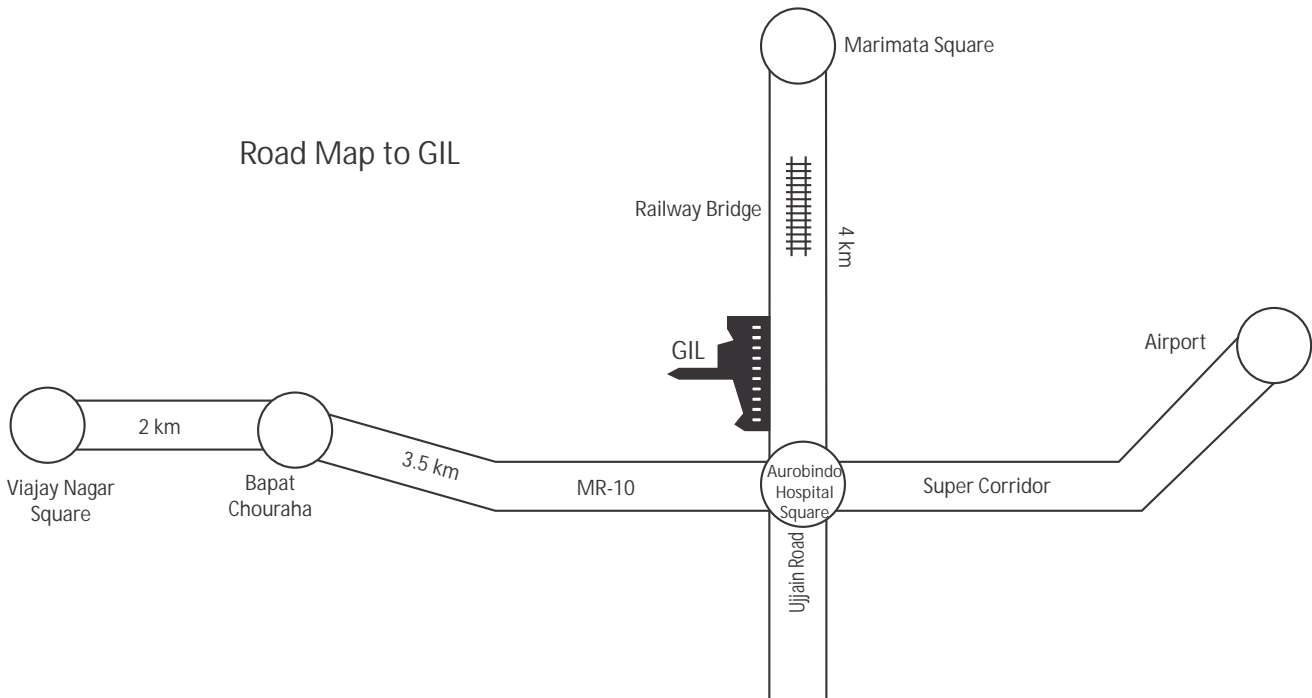 Marimata Square
Road Map to GIL
Railway Bridge
4 km
GIL
Airport
2 km
3.5 km
Viajay Nagar
Square
Bapat
Chouraha
MR-10
Aurobindo
Hospital
Square
Super Corridor
Ujjain Road